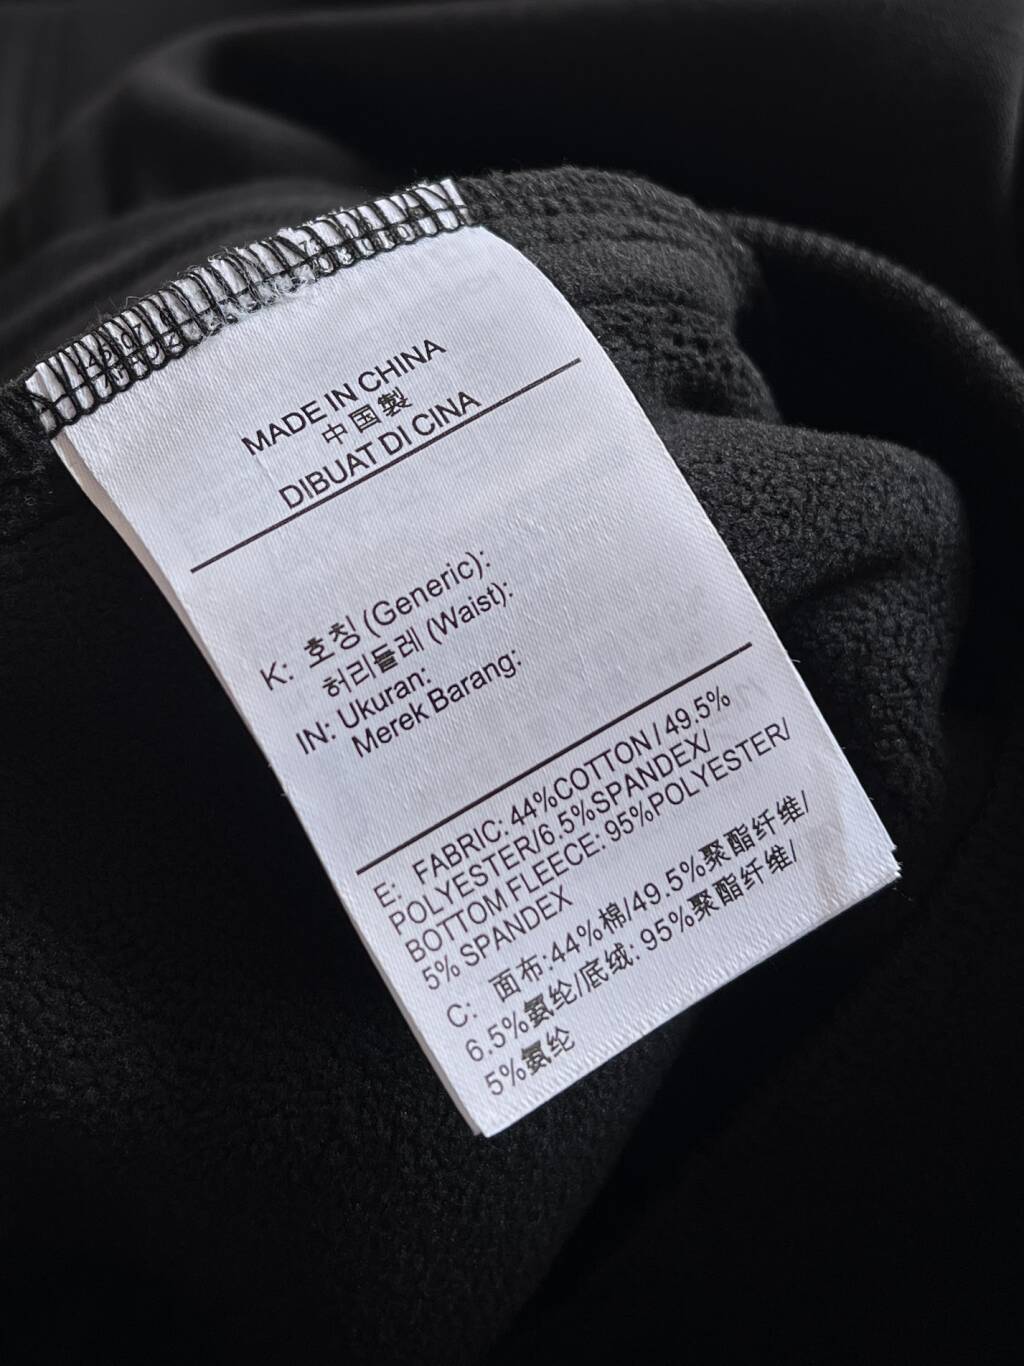 MADE IN CHINA
中国製
DIBUAT DI CINA
K: 호칭 (Generic):
허리둘레 (Waist):
IN: Ukuran:
Merek Barang:
E: FABRIC: 44%COTTON / 49.5%
POLYESTER/6.5%SPANDEX/
BOTTOM FLEECE: 95%POLYESTER/
5% SPANDEX
C: 面布:44%棉/49.5%聚酯纤维/
6.5%氨纶/底绒: 95%聚酯纤维/
5%氨纶